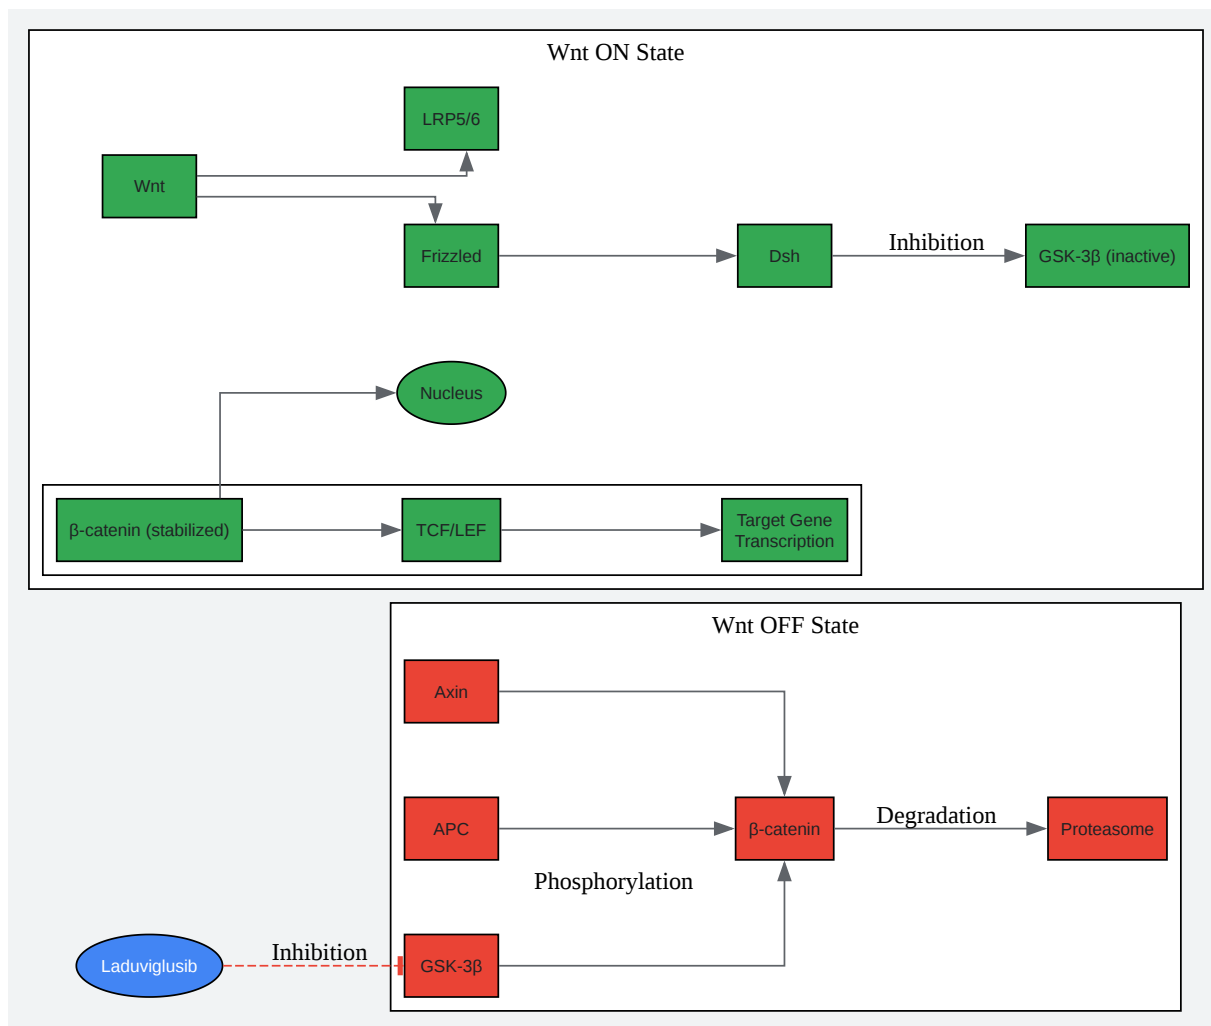 Wnt ON State
LRP5/6
Wnt
Frizzled
Dsh
Inhibition
GSK-3β (inactive)
Nucleus
β-catenin (stabilized)
TCF/LEF
Target Gene
Transcription
Wnt OFF State
Axin
APC
β-catenin
Degradation
Proteasome
Phosphorylation
Laduviglusib
Inhibition
GSK-3β